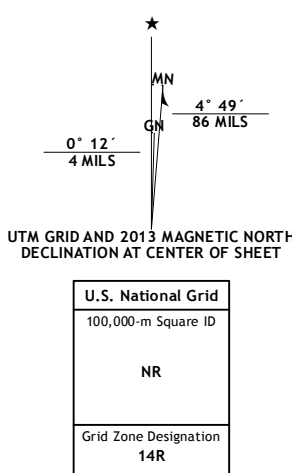 ★
MN
GN
4° 49´
86 MILS
0° 12´
4 MILS
UTM GRID AND 2013 MAGNETIC NORTH
DECLINATION AT CENTER OF SHEET
U.S. National Grid
100,000-m Square ID
NR
Grid Zone Designation
14R